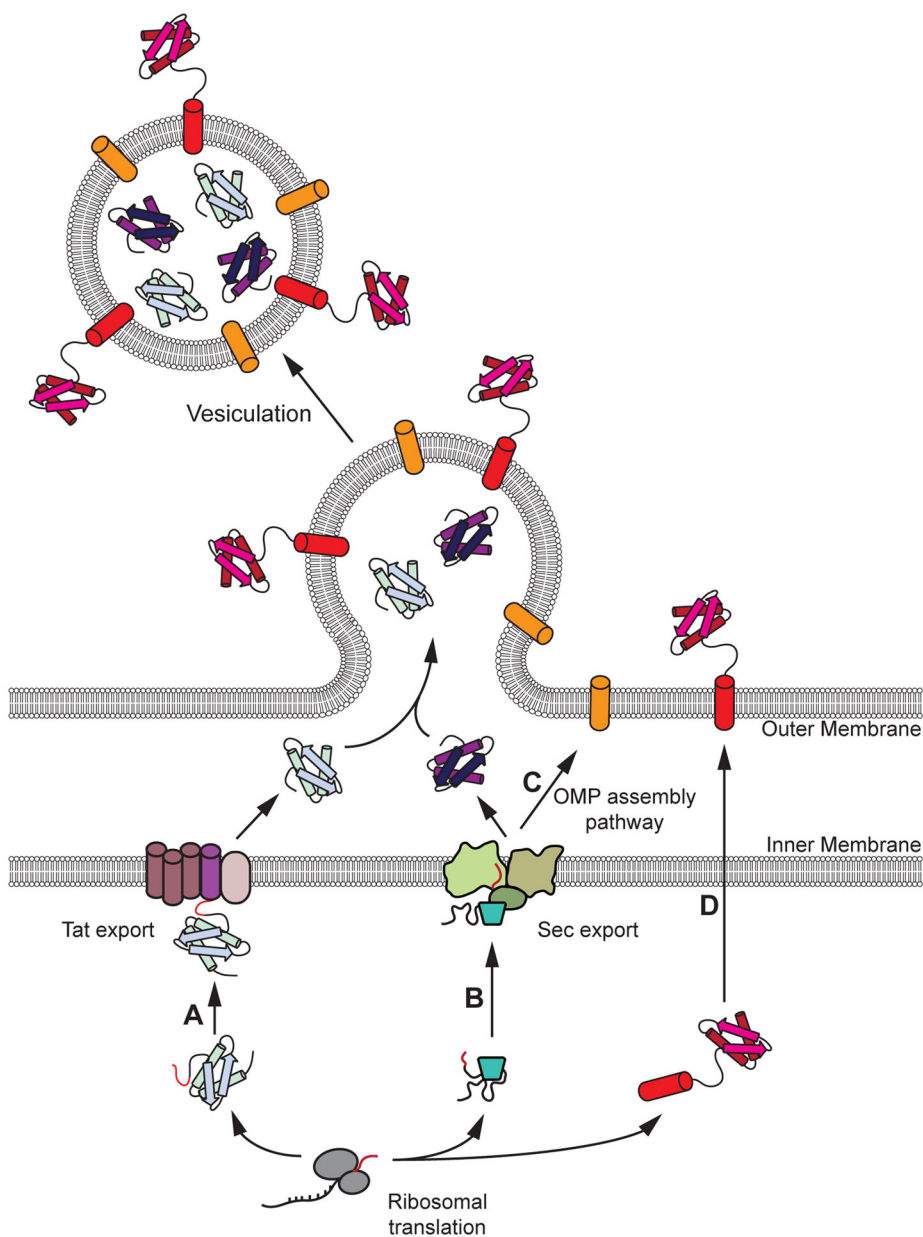 Vesiculation
Outer Membrane
C
OMP assembly
pathway
Inner Membrane
D
Tat export
Sec export
A
B
Ribosomal
translation